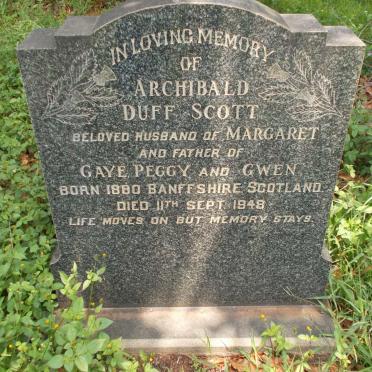 IN LOVING MEMORY
OF
ARCHIBALD
DUFF SCOTT
BELOVED HUSBAND OF MARGARET
AND FATHER OF
GAYE, PEGGY AND GWEN
BORN 1880 BANFFSHIRE SCOTLAND
DIED 11TH SEPT. 1948
LIFE MOVES ON BUT MEMORY STAYS.